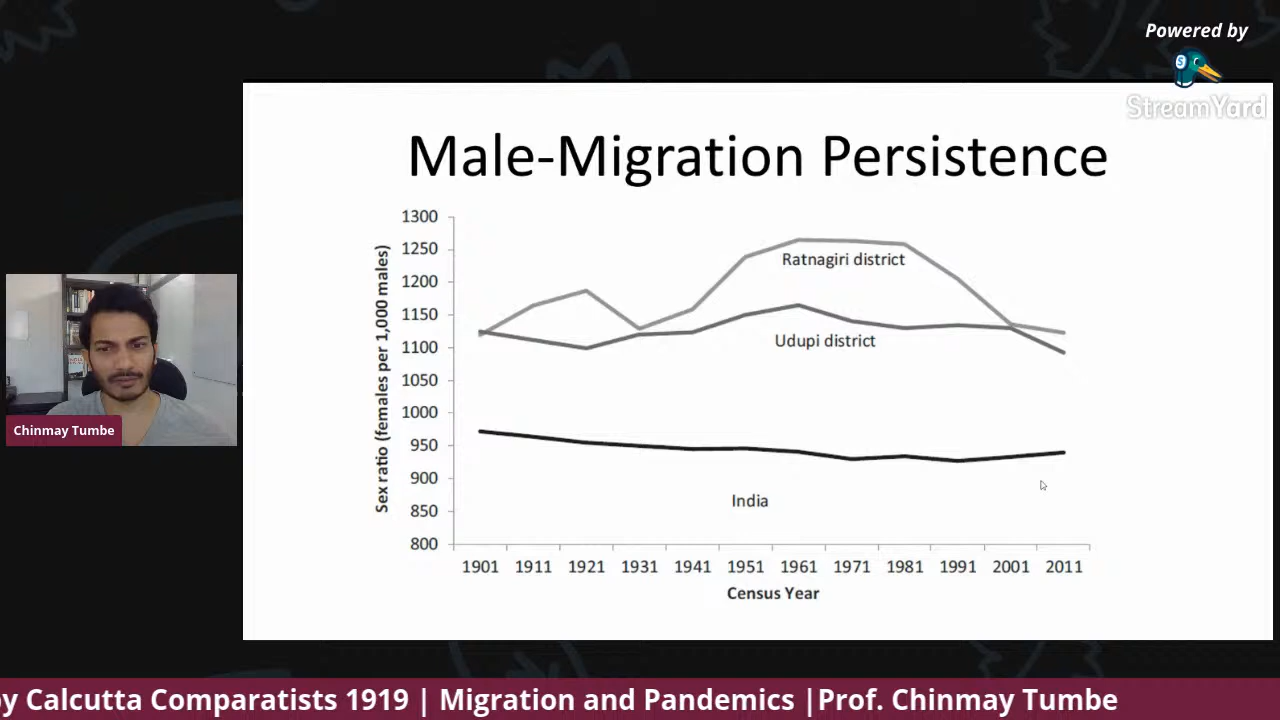 Powered by
StreamYard
Male-Migration Persistence
1300
1250
1200
1150
1100
1050
1000
950
900
850
800
Sex ratio (females per 1,000 males)
Ratnagiri district
Udupi district
India
1901 1911 1921 1931 1941 1951 1961 1971 1981 1991 2001 2011
Census Year
Chinmay Tumbe
by Calcutta Comparatists 1919 | Migration and Pandemics |Prof. Chinmay Tumbe